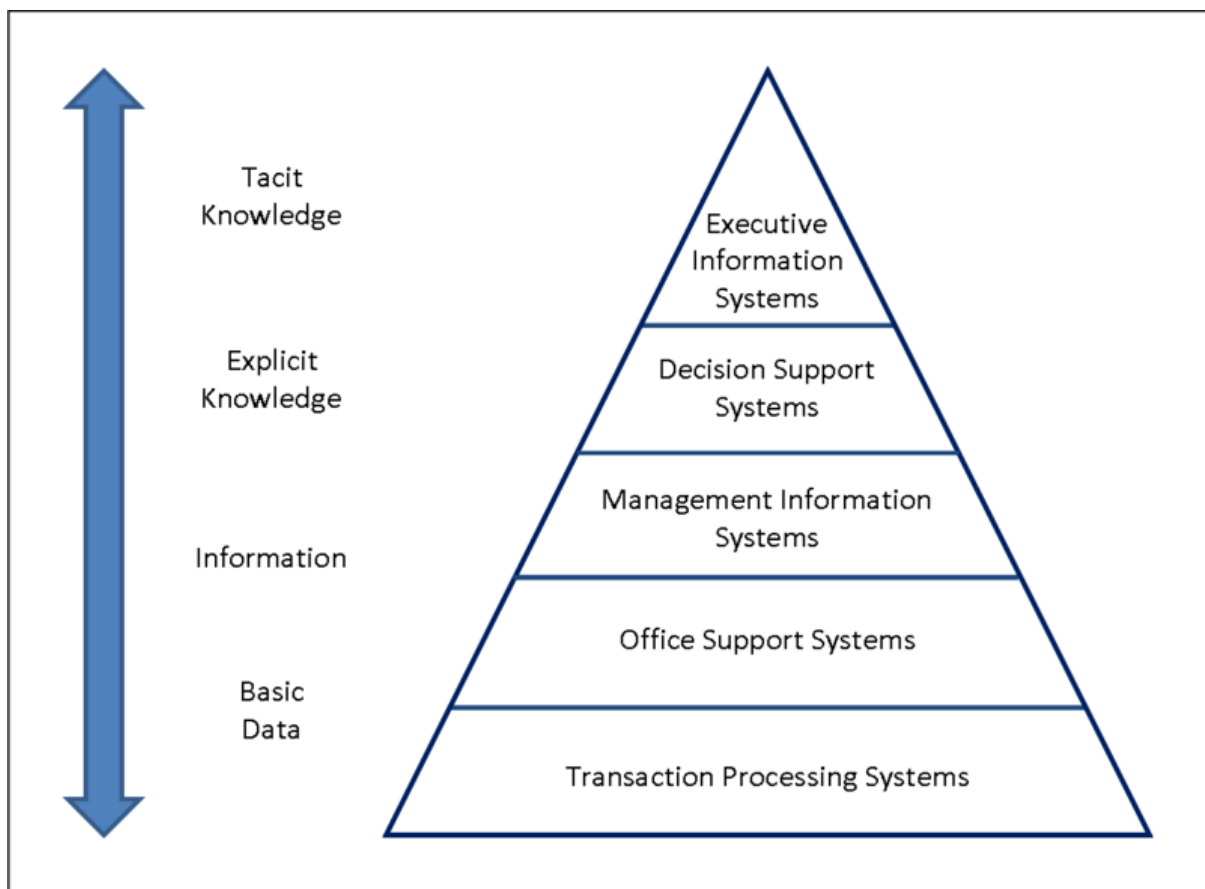 Tacit
Knowledge
Executive
Information
Systems
Explicit
Knowledge
Decision Support
Systems
Management Information
Systems
Information
Office Support Systems
Basic
Data
Transaction Processing Systems